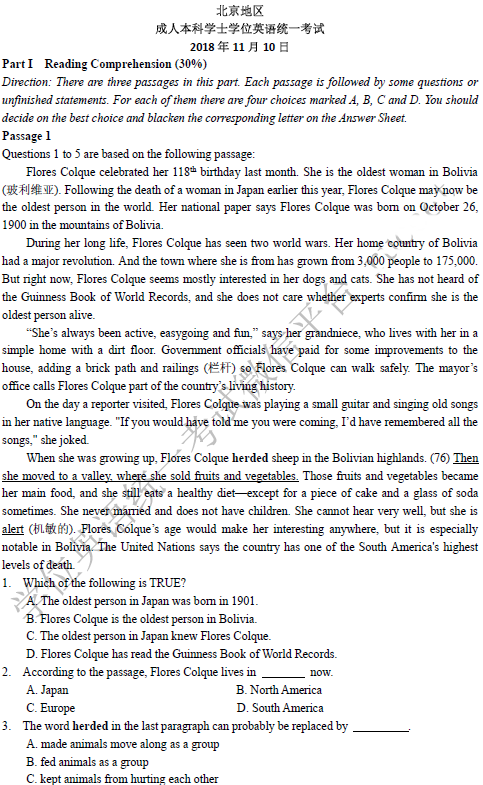 北京地区
成人本科学士学位英语统一考试
2018 年 11 月 10 日
Part I Reading Comprehension (30%)
Direction: There are three passages in this part. Each passage is followed by some questions or
unfinished statements. For each of them there are four choices marked A, B, C and D. You should
decide on the best choice and blacken the corresponding letter on the Answer Sheet.
Passage 1
Questions 1 to 5 are based on the following passage:
Flores Colque celebrated her 118th birthday last month. She is the oldest woman in Bolivia
(玻利维亚). Following the death of a woman in Japan earlier this year, Flores Colque may now be
the oldest person in the world. Her national paper says Flores Colque was born on October 26,
1900 in the mountains of Bolivia.
During her long life, Flores Colque has seen two world wars. Her home country of Bolivia
had a major revolution. And the town where she is from has grown from 3,000 people to 175,000.
But right now, Flores Colque seems mostly interested in her dogs and cats. She has not heard of
the Guinness Book of World Records, and she does not care whether experts confirm she is the
oldest person alive.
“She’s always been active, easygoing and fun,” says her grandniece, who lives with her in a
simple home with a dirt floor. Government officials have paid for some improvements to the
house, adding a brick path and railings (栏杆) so Flores Colque can walk safely. The mayor’s
office calls Flores Colque part of the country’s living history.
On the day a reporter visited, Flores Colque was playing a small guitar and singing old songs
in her native language. "If you would have told me you were coming, I’d have remembered all the
songs," she joked.
When she was growing up, Flores Colque herded sheep in the Bolivian highlands. (76) Then
she moved to a valley, where she sold fruits and vegetables. Those fruits and vegetables became
her main food, and she still eats a healthy diet—except for a piece of cake and a glass of soda
sometimes. She never married and does not have children. She cannot hear very well, but she is
alert (机敏的). Flores Colque’s age would make her interesting anywhere, but it is especially
notable in Bolivia. The United Nations says the country has one of the South America's highest
levels of death.
1. Which of the following is TRUE?
A. The oldest person in Japan was born in 1901.
B. Flores Colque is the oldest person in Bolivia.
C. The oldest person in Japan knew Flores Colque.
D. Flores Colque has read the Guinness Book of World Records.
2. According to the passage, Flores Colque lives in ________ now.
A. Japan B. North America
C. Europe D. South America
3. The word herded in the last paragraph can probably be replaced by __________.
A. made animals move along as a group
B. fed animals as a group
C. kept animals from hurting each other
学位英语统一考试微信平台